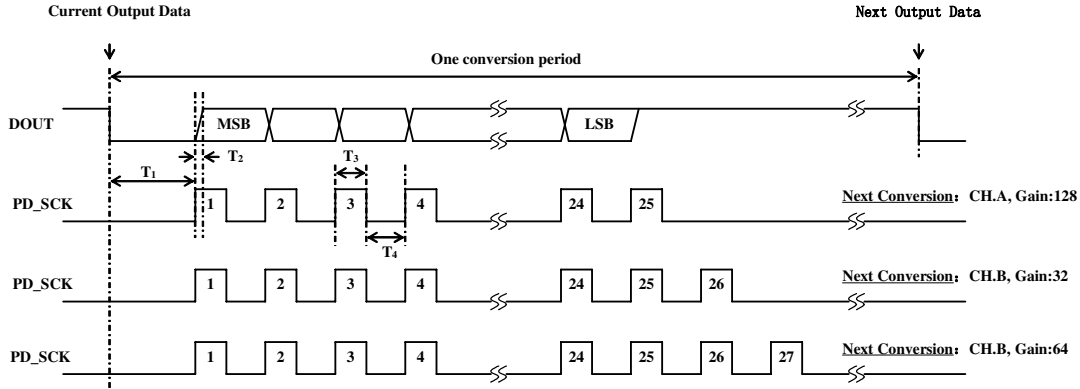 Current Output Data Next Output Data
One conversion period
DOUT MSB LSB
T2 T3
T1
PD_SCK 1 2 3 4 24 25 Next Conversion: CH.A, Gain:128
T4
PD_SCK 1 2 3 4 24 25 26 Next Conversion: CH.B, Gain:32
PD_SCK 1 2 3 4 24 25 26 27 Next Conversion: CH.B, Gain:64